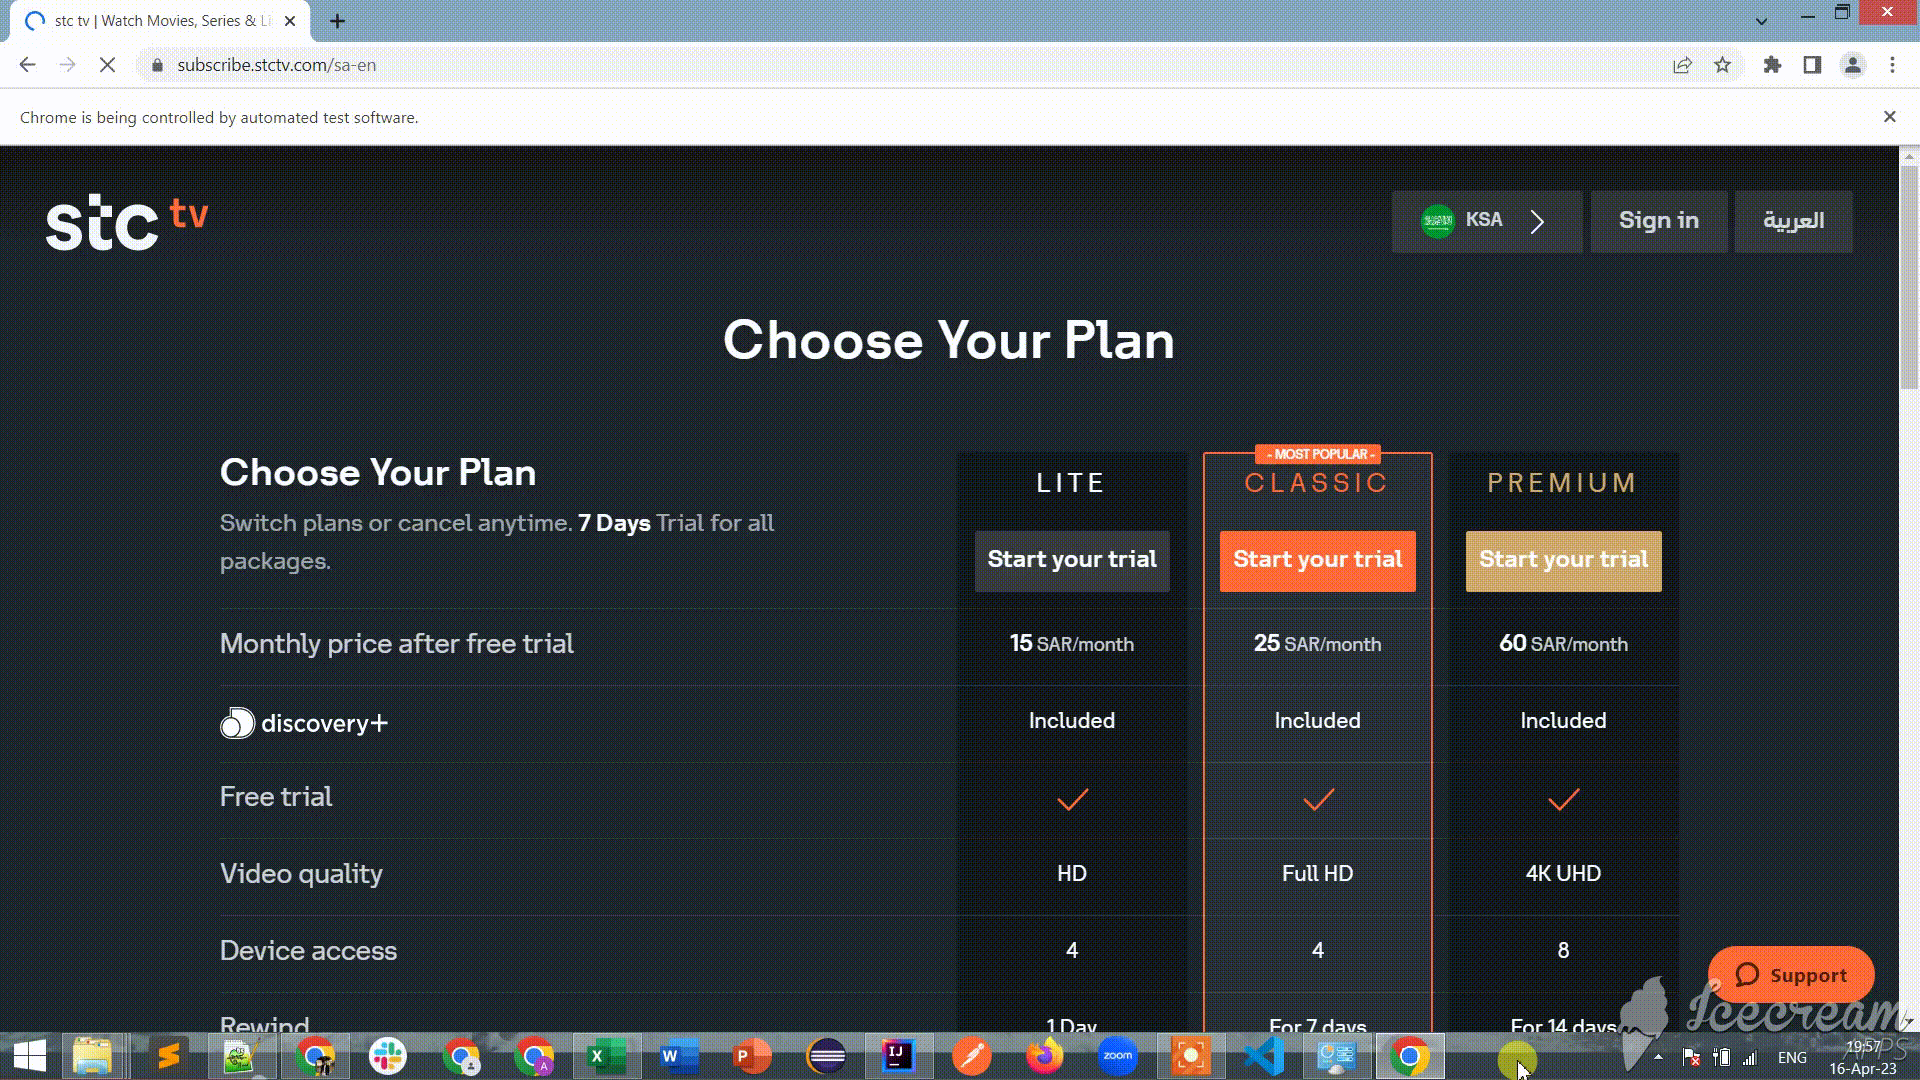 stc tv | Watch Movies, Series & Li
subscribe.stctv.com/sa-en
Chrome is being controlled by automated test software.
stc tv
KSA
Sign in
العربية
Choose Your Plan
Choose Your Plan
Switch plans or cancel anytime. 7 Days Trial for all
packages.
- MOST POPULAR -
LITE CLASSIC PREMIUM
Start your trial Start your trial Start your trial
Monthly price after free trial 15 SAR/month 25 SAR/month 60 SAR/month
discovery+ Included Included Included
Free trial
Video quality HD Full HD 4K UHD
Device access 4 4 8
Support
Rewind 1 Day For 7 days For 14 days
Icecream
APPS
A
X
W
P
IJ
zoom
ENG
19:57
16-Apr-23